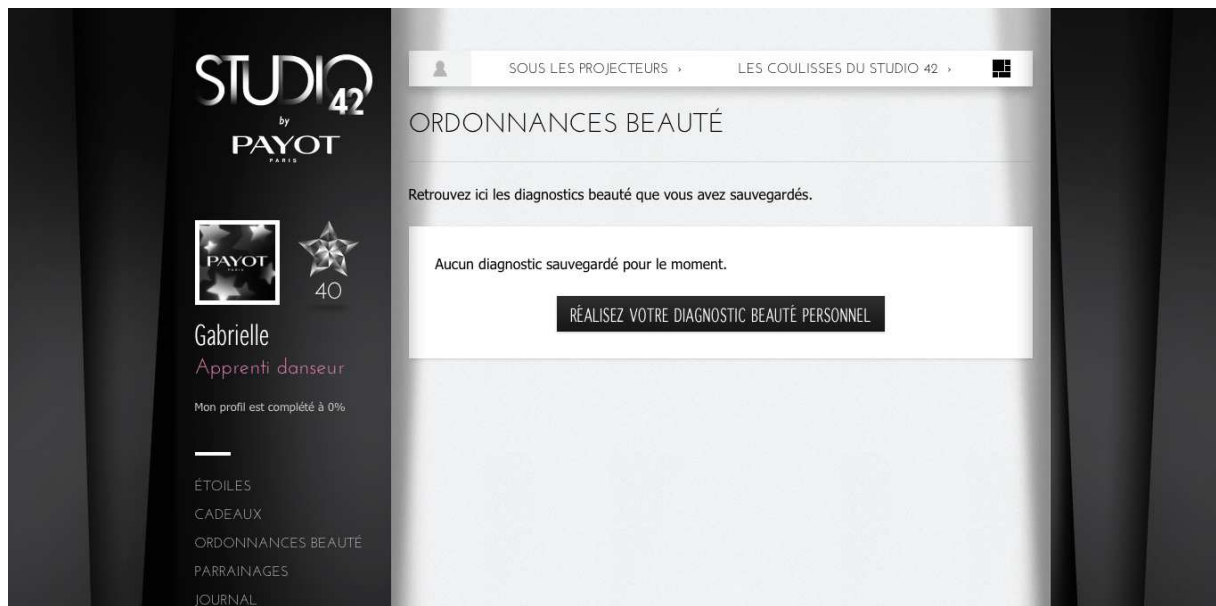 STUDIO
42
by
PAYOT
PARIS
PAYOT
PARIS
40
Gabrielle
Apprenti danseur
Mon profil est complété à 0%
ÉTOILES
CADEAUX
ORDONNANCES BEAUTÉ
PARRAINAGES
JOURNAL
SOUS LES PROJECTEURS ›
LES COULISSES DU STUDIO 42 ›
ORDONNANCES BEAUTÉ
Retrouvez ici les diagnostics beauté que vous avez sauvegardés.
Aucun diagnostic sauvegardé pour le moment.
RÉALISEZ VOTRE DIAGNOSTIC BEAUTÉ PERSONNEL